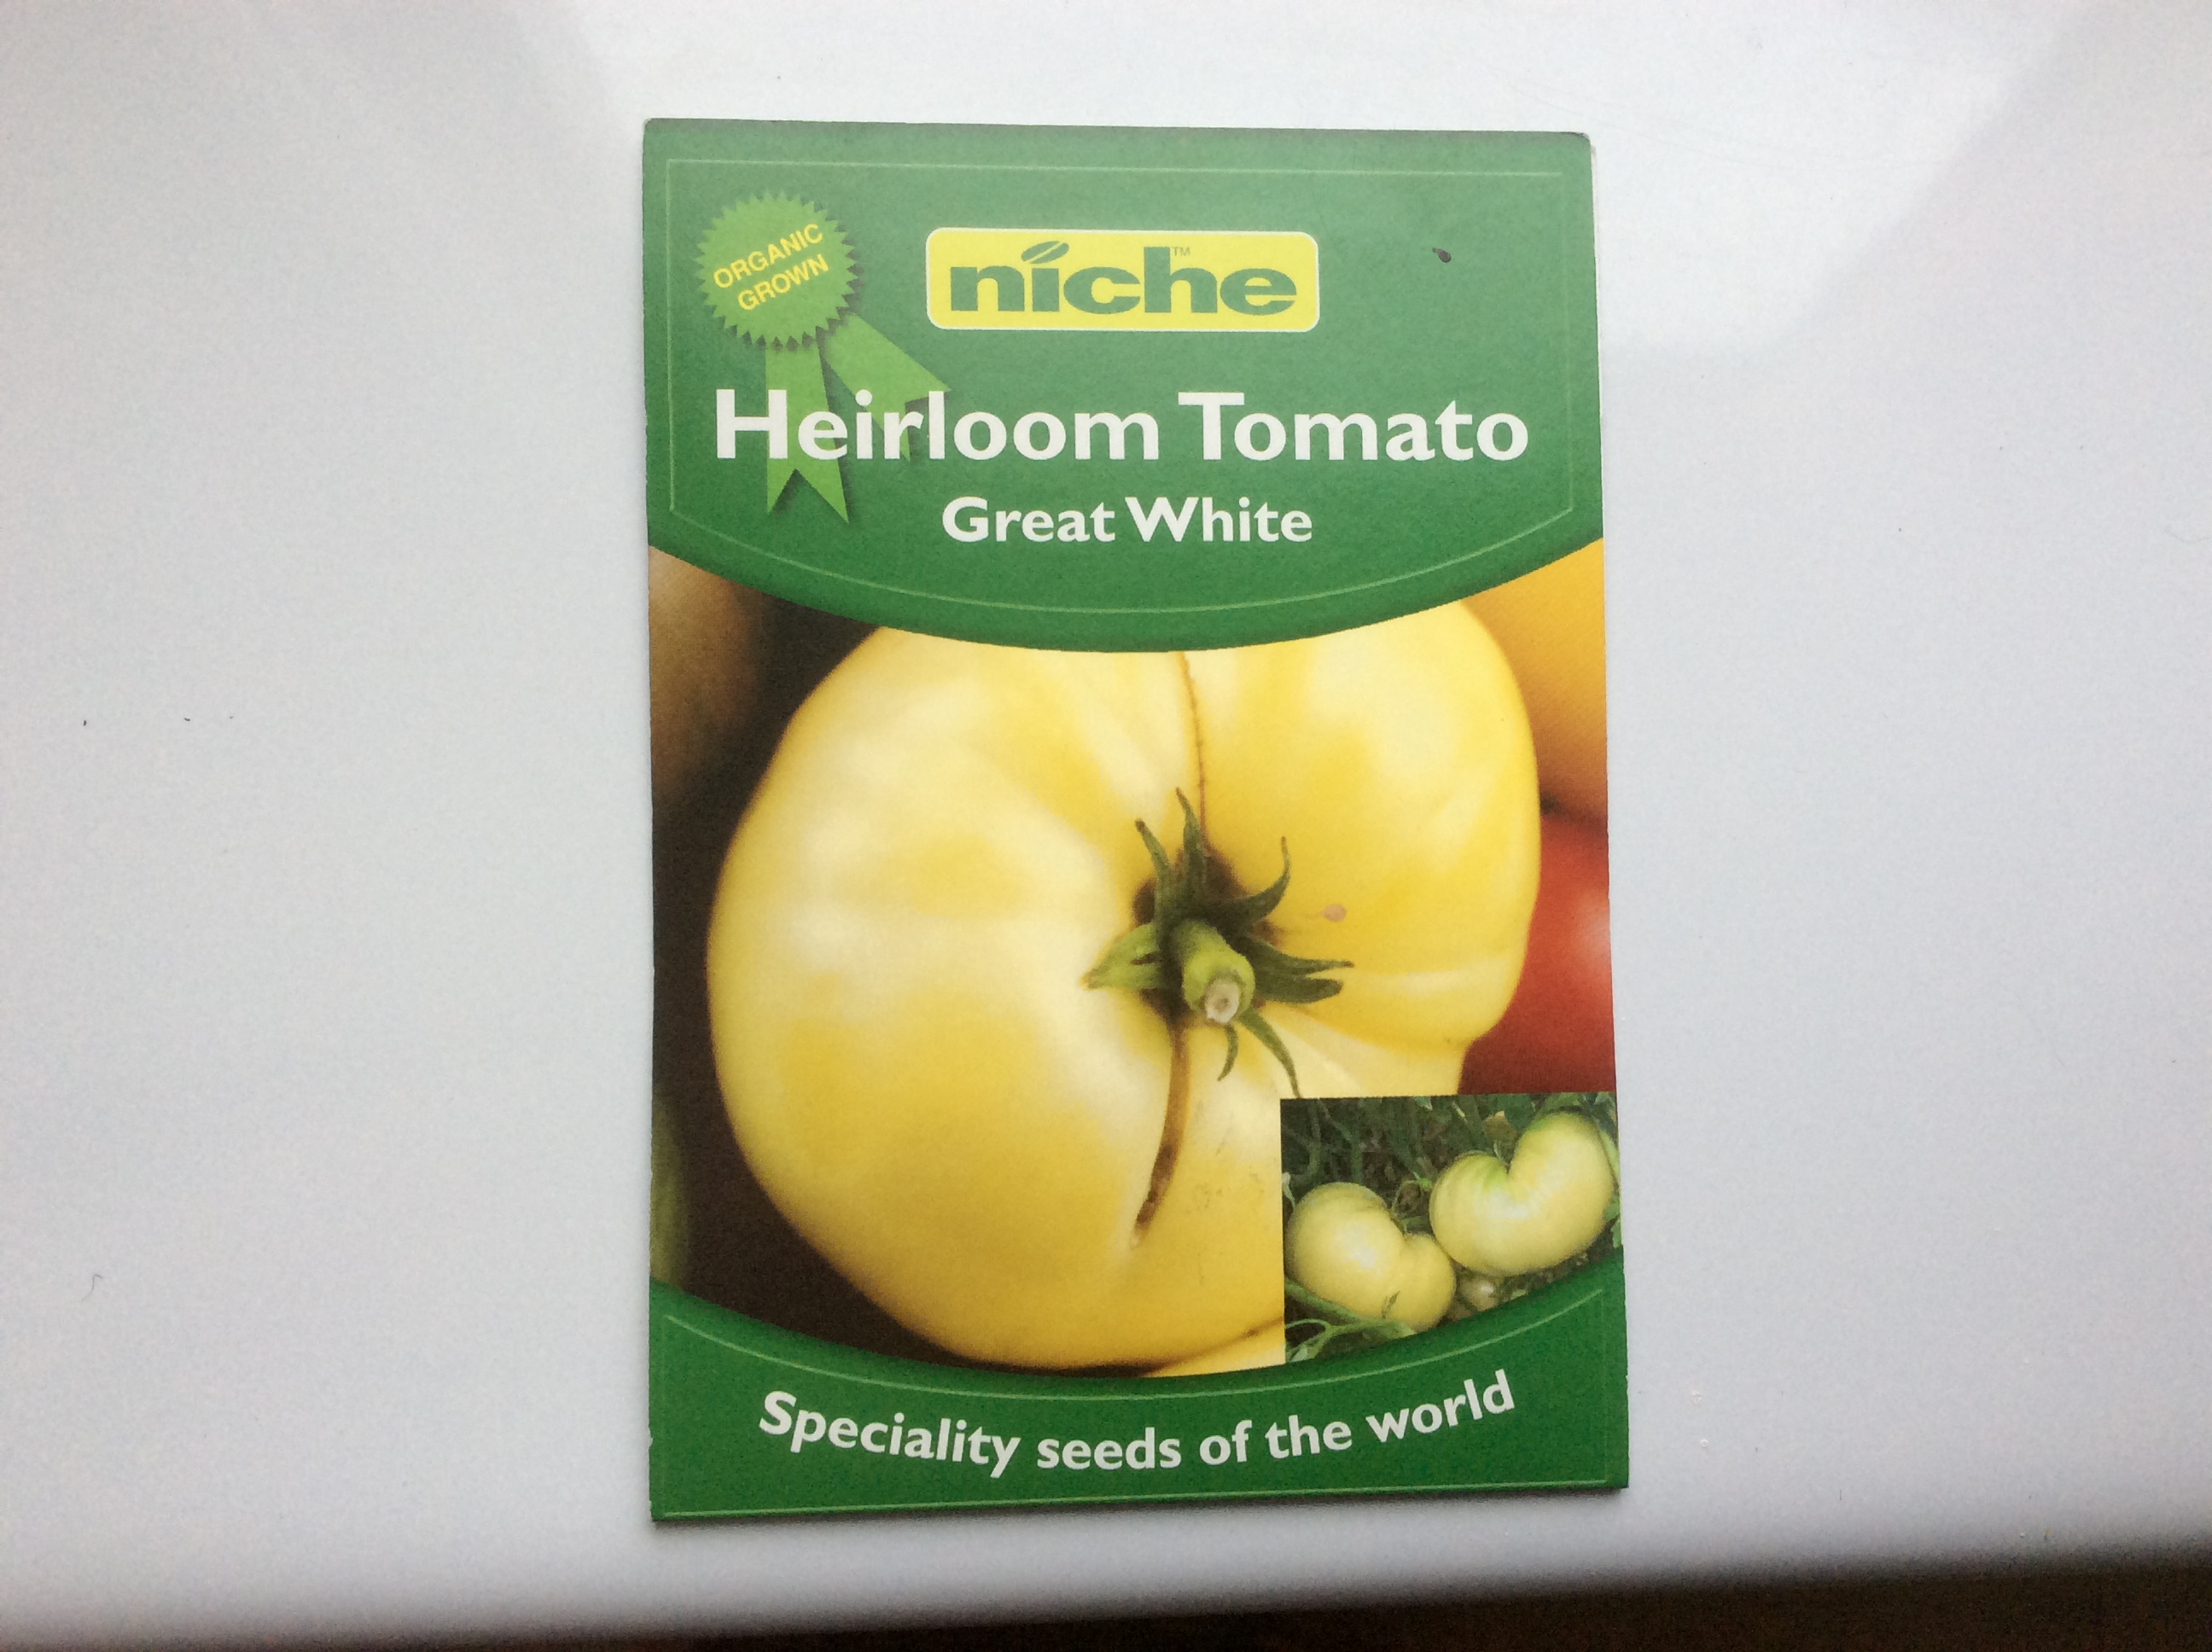 ORGANIC
GROWN
niche™
Heirloom Tomato
Great White
Speciality seeds of the world